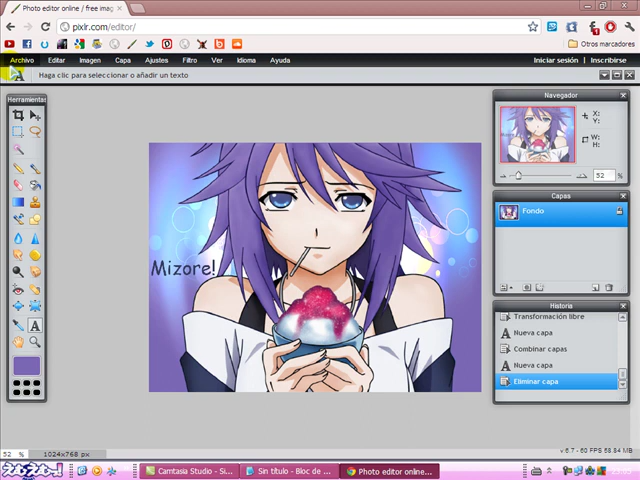 Photo editor online / free imag
pixlr.com/editor/
Otros marcadores
Archivo Editar Imagen Capa Ajustes Filtro Ver Idioma Ayuda Iniciar sesión | Inscribirse
Haga clic para seleccionar o añadir un texto
Herramientas
Navegador
X:
Y:
W:
H:
52 %
Capas
Fondo
Mizore!
Historia
Transformación libre
Nueva capa
Combinar capas
Nueva capa
Eliminar capa
52 % 1024x768 px
v:6.7 - 60 FPS 58.84 MB
Camtasia Studio - Si... Sin título - Bloc de ... Photo editor online...